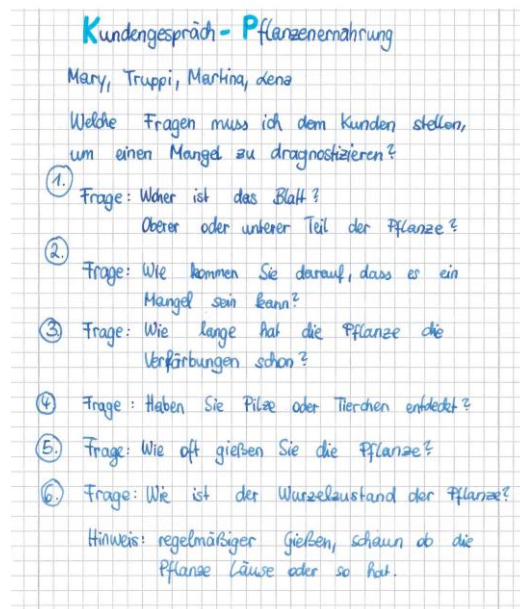 Kundengespräch - Pflanzenernährung
Mary, Truppi, Martina, Lena
Welche Fragen muss ich dem Kunden stellen,
um einen Mangel zu dragnostizieren?
1.
Frage: Woher ist das Blatt?
Oberer oder unterer Teil der Pflanze?
2.
Frage: Wie kommen Sie darauf, dass es ein
Mangel sein kann?
3. Frage: Wie lange hat die Pflanze die
Verfärbungen schon?
4 Frage: Haben Sie Pilze oder Tierchen entdeckt?
5. Frage: Wie oft gießen Sie die Pflanze?
6. Frage: Wie ist der Wurzelzustand der Pflanze?
Hinweis: regelmäßiger Gießen, schaun ob die
Pflanze Läuse oder so hat.